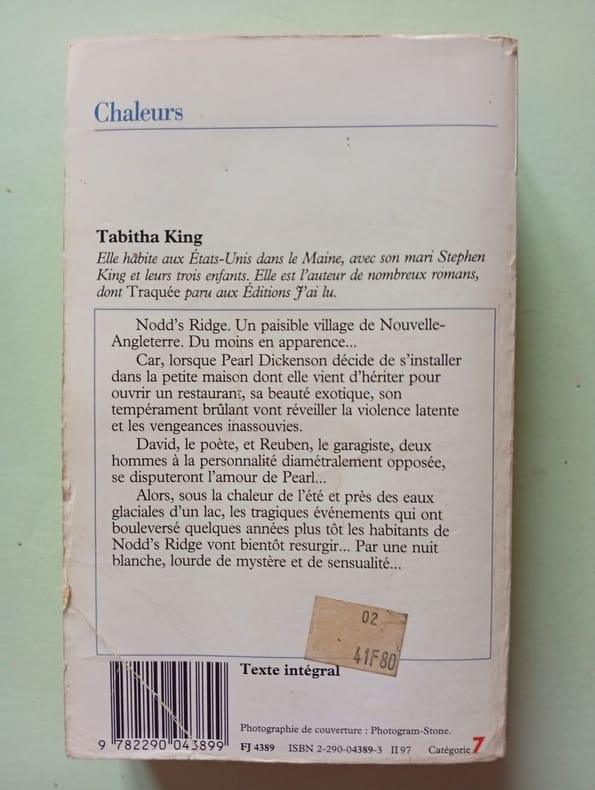 Chaleurs
Tabitha King
Elle habite aux États-Unis dans le Maine, avec son mari Stephen
King et leurs trois enfants. Elle est l'auteur de nombreux romans,
dont Traquée paru aux Éditions J'ai lu.
Nodd's Ridge. Un paisible village de Nouvelle-
Angleterre. Du moins en apparence...
Car, lorsque Pearl Dickenson décide de s'installer
dans la petite maison dont elle vient d'hériter pour
ouvrir un restaurant, sa beauté exotique, son
tempérament brûlant vont réveiller la violence latente
et les vengeances inassouvies.
David, le poète, et Reuben, le garagiste, deux
hommes à la personnalité diamétralement opposée,
se disputeront l'amour de Pearl...
Alors, sous la chaleur de l'été et près des eaux
glaciales d'un lac, les tragiques événements qui ont
bouleversé quelques années plus tôt les habitants de
Nodd's Ridge vont bientôt resurgir... Par une nuit
blanche, lourde de mystère et de sensualité...
02
41F80
Texte intégral
Photographie de couverture : Photogram-Stone.
9 782290 043899
FJ 4389 ISBN 2-290-04389-3 II 97 Catégorie 7